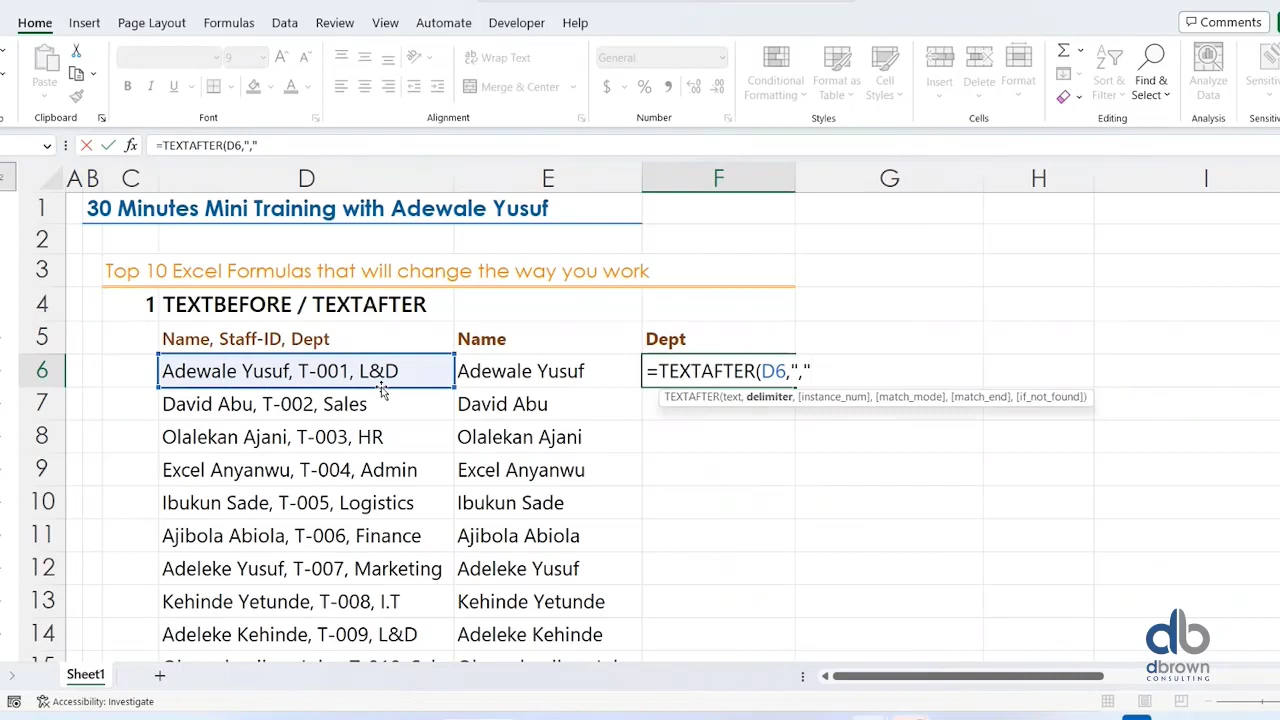 Home Insert Page Layout Formulas Data Review View Automate Developer Help Comments
9 Wrap Text General
Paste Conditional Formatting Format as Table Cell Styles Insert Delete Format Sort & Filter Find & Select Analyze Data
B I U Merge & Center $ %
Clipboard Font Alignment Number Styles Cells Editing Analysis
fx =TEXTAFTER(D6,","
A B C D E F G H I
1 30 Minutes Mini Training with Adewale Yusuf
2
3 Top 10 Excel Formulas that will change the way you work
4 1 TEXTBEFORE / TEXTAFTER
5 Name, Staff-ID, Dept Name Dept
6 Adewale Yusuf, T-001, L&D Adewale Yusuf =TEXTAFTER(D6,","
TEXTAFTER(text, delimiter, [instance_num], [match_mode], [match_end], [if_not_found])
7 David Abu, T-002, Sales David Abu
8 Olalekan Ajani, T-003, HR Olalekan Ajani
9 Excel Anyanwu, T-004, Admin Excel Anyanwu
10 Ibukun Sade, T-005, Logistics Ibukun Sade
11 Ajibola Abiola, T-006, Finance Ajibola Abiola
12 Adeleke Yusuf, T-007, Marketing Adeleke Yusuf
13 Kehinde Yetunde, T-008, I.T Kehinde Yetunde
14 Adeleke Kehinde, T-009, L&D Adeleke Kehinde
db
dbrown
CONSULTING
Sheet1
Accessibility: Investigate